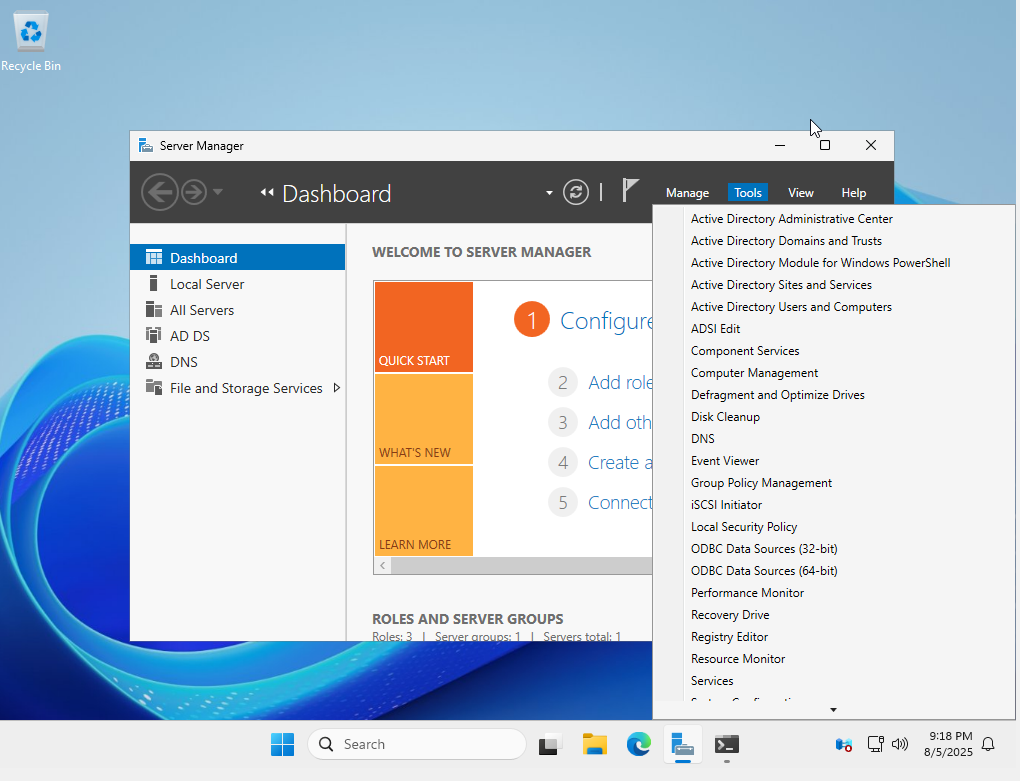 Recycle Bin
Server Manager
Dashboard
Manage Tools View Help
Dashboard
Local Server
All Servers
AD DS
DNS
File and Storage Services
WELCOME TO SERVER MANAGER
QUICK START
WHAT'S NEW
LEARN MORE
1 Configure
2 Add role
3 Add oth
4 Create a
5 Connect
ROLES AND SERVER GROUPS
Roles: 3 | Server groups: 1 | Servers total: 1
Active Directory Administrative Center
Active Directory Domains and Trusts
Active Directory Module for Windows PowerShell
Active Directory Sites and Services
Active Directory Users and Computers
ADSI Edit
Component Services
Computer Management
Defragment and Optimize Drives
Disk Cleanup
DNS
Event Viewer
Group Policy Management
iSCSI Initiator
Local Security Policy
ODBC Data Sources (32-bit)
ODBC Data Sources (64-bit)
Performance Monitor
Recovery Drive
Registry Editor
Resource Monitor
Services
Search
9:18 PM
8/5/2025